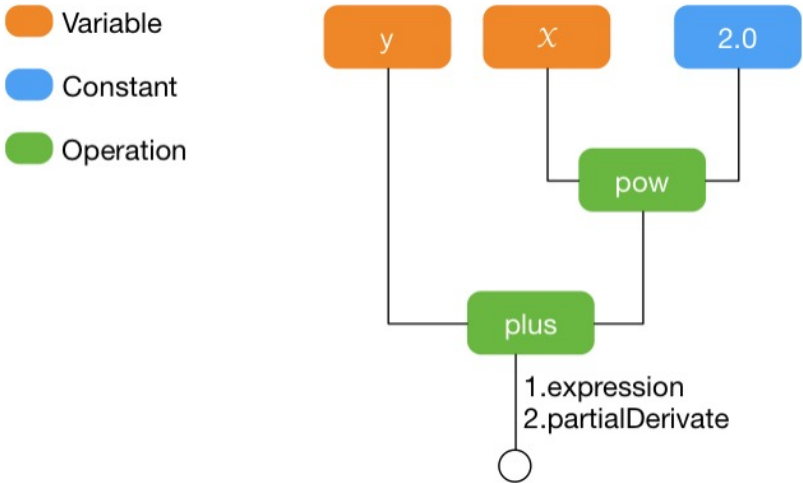 Variable
Constant
Operation
y
x
2.0
pow
plus
1.expression
2.partialDerivate